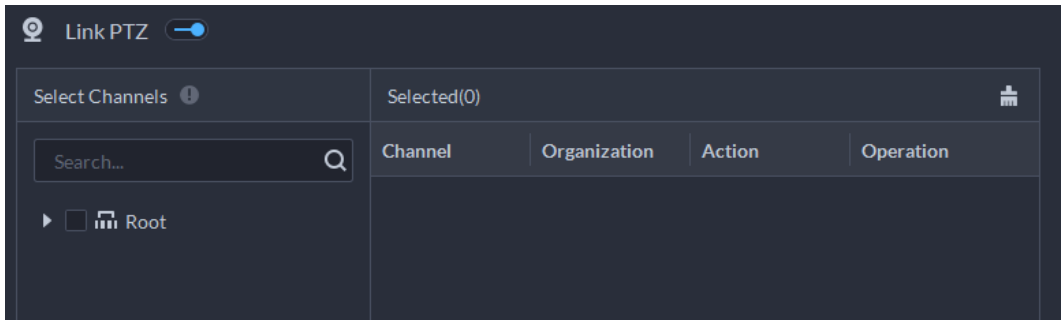 Link PTZ
Select Channels
Selected(0)
Search...
Channel Organization Action Operation
Root